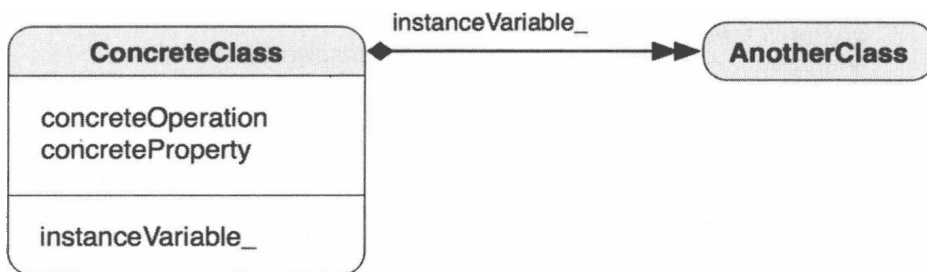 instanceVariable_
ConcreteClass
AnotherClass
concreteOperation
concreteProperty
instanceVariable_